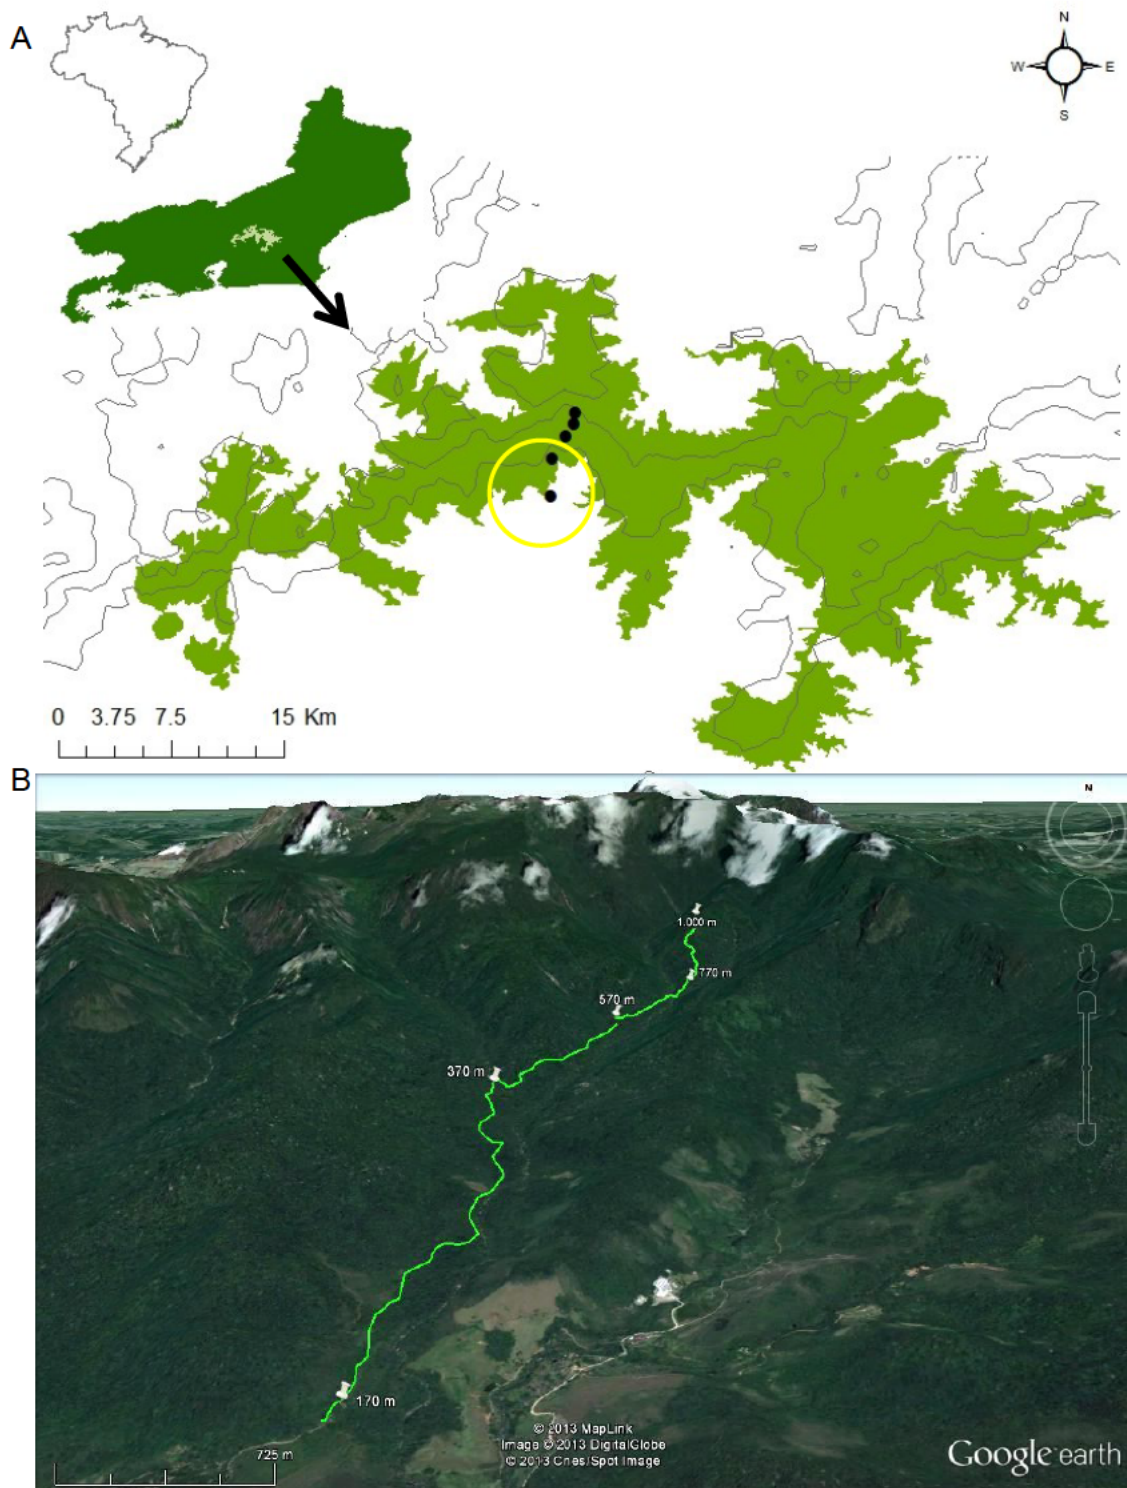 A
N
W E
S
0 3.75 7.5 15 Km
B
N
1.000 m
770 m
570 m
370 m
170 m
725 m
© 2013 MapLink
Image © 2013 DigitalGlobe
© 2013 Cnes/Spot Image
Google earth